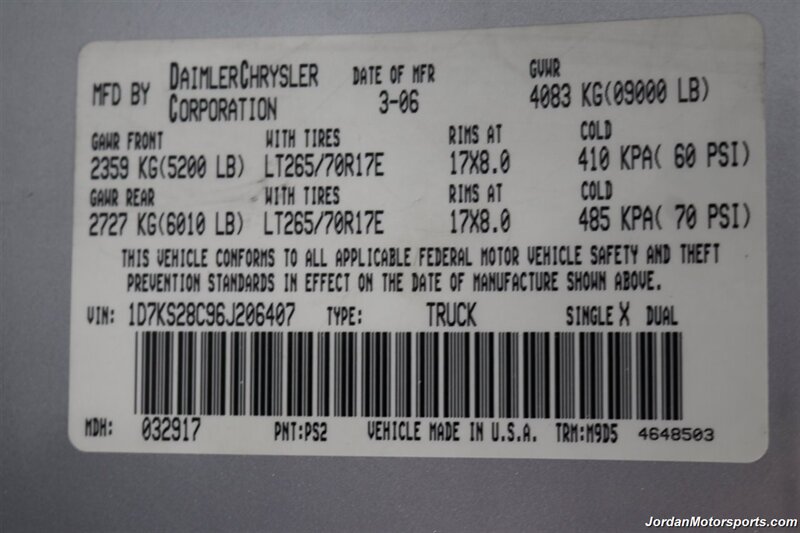 MFD BY DAIMLERCHRYSLER CORPORATION DATE OF MFR 3-06 GVWR 4083 KG(09000 LB)
GAWR FRONT WITH TIRES RIMS AT COLD
2359 KG(5200 LB) LT265/70R17E 17X8.0 410 KPA( 60 PSI)
GAWR REAR WITH TIRES RIMS AT COLD
2727 KG(6010 LB) LT265/70R17E 17X8.0 485 KPA( 70 PSI)
THIS VEHICLE CONFORMS TO ALL APPLICABLE FEDERAL MOTOR VEHICLE SAFETY AND THEFT
PREVENTION STANDARDS IN EFFECT ON THE DATE OF MANUFACTURE SHOWN ABOVE.
VIN: 1D7KS28C96J206407 TYPE: TRUCK SINGLE X DUAL
MDH: 032917 PNT:PS2 VEHICLE MADE IN U.S.A. TRM:M9D5 4648503
JordanMotorsports.com